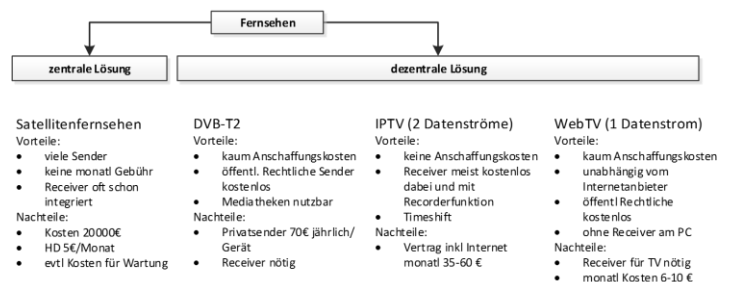 Fernsehen
zentrale Lösung
dezentrale Lösung
Satellitenfernsehen
Vorteile:
• viele Sender
• keine monatl Gebühr
• Receiver oft schon
integriert
Nachteile:
• Kosten 20000€
• HD 5€/Monat
• evtl Kosten für Wartung
DVB-T2
Vorteile:
• kaum Anschaffungskosten
• öffentl. Rechtliche Sender
kostenlos
• Mediatheken nutzbar
Nachteile:
• Privatsender 70€ jährlich/
Gerät
• Receiver nötig
IPTV (2 Datenströme)
Vorteile:
• keine Anschaffungskosten
• Receiver meist kostenlos
dabei und mit
Recorderfunktion
• Timeshift
Nachteile:
• Vertrag inkl Internet
monatl 35-60 €
WebTV (1 Datenstrom)
Vorteile:
• kaum Anschaffungskosten
• unabhängig vom
Internetanbieter
• öffentl Rechtliche
kostenlos
• ohne Receiver am PC
Nachteile:
• Receiver für TV nötig
• monatl Kosten 6-10 €